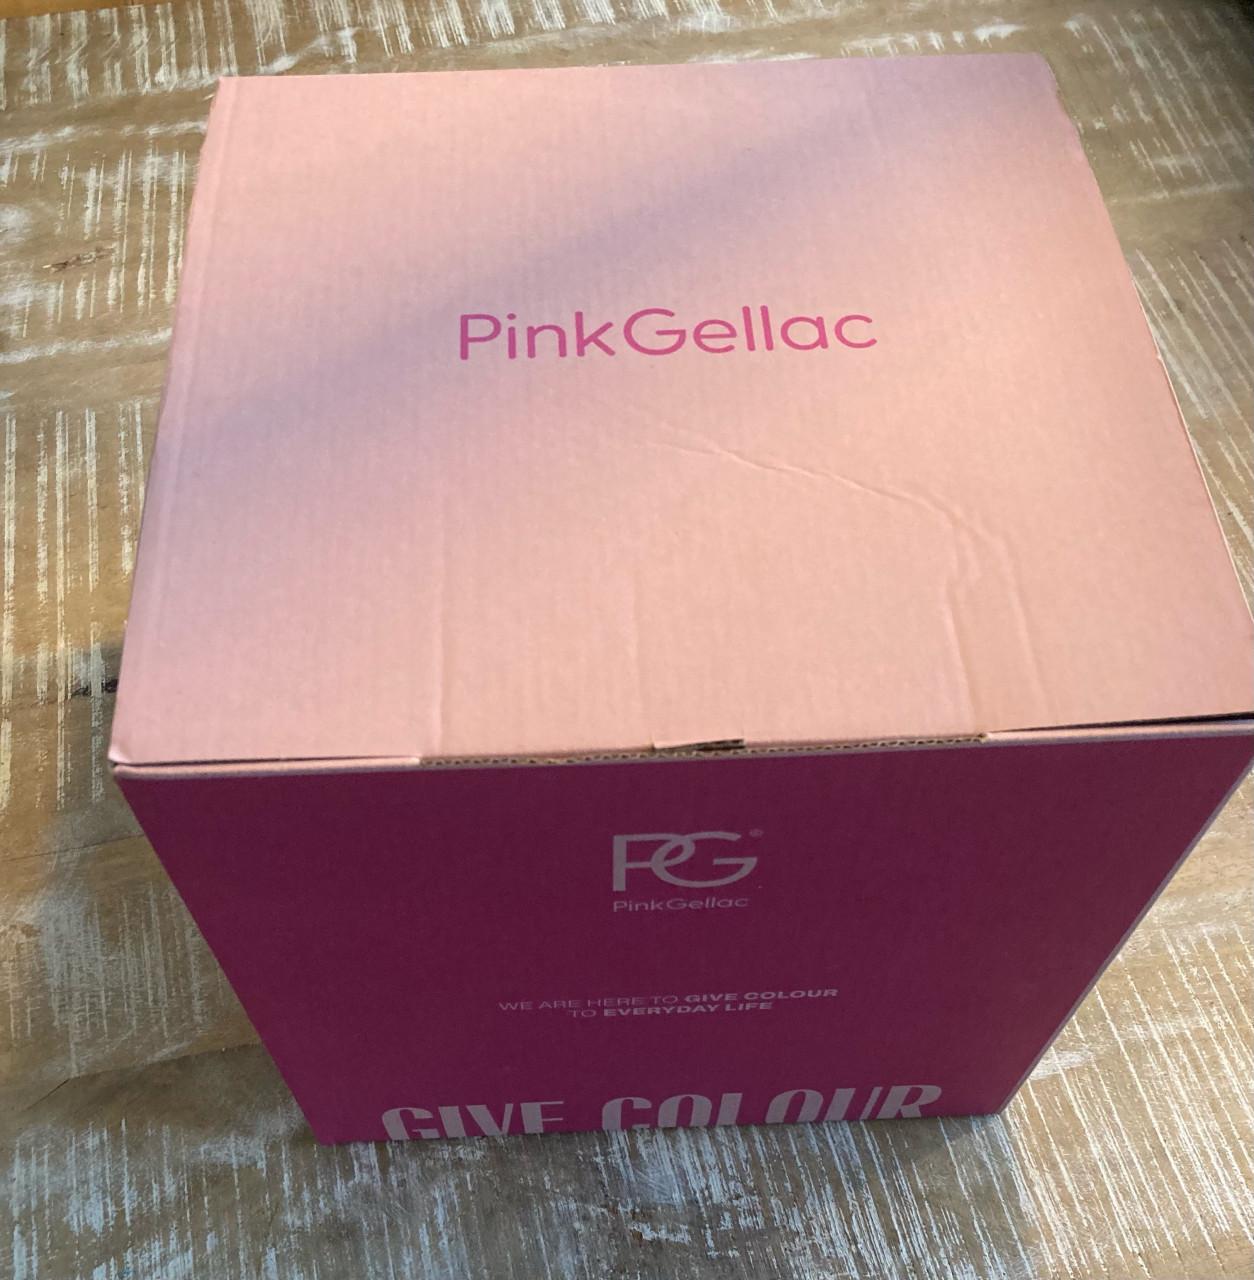 PinkGellac
PG®
PinkGellac
WE ARE HERE TO GIVE COLOUR
TO EVERYDAY LIFE
GIVE COLOUR